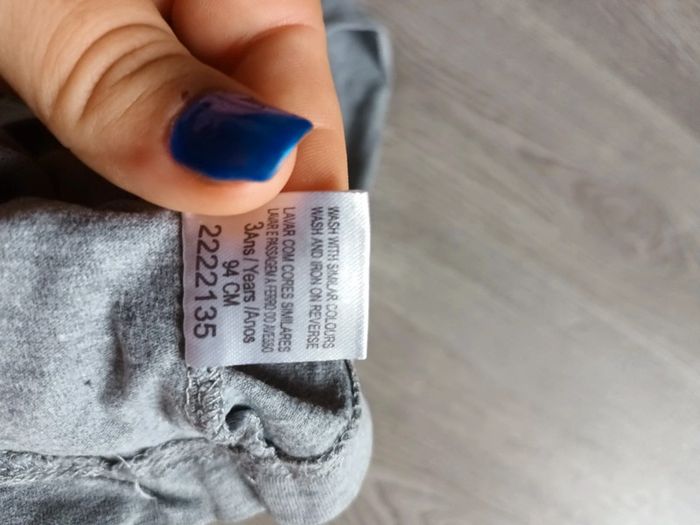 WASH WITH SIMILAR COLOURS
WASH AND IRON ON REVERSE
LAVAR COM CORES SIMILARES
LAVAR E PASSAGEM A FERRO DO AVESSO
3Ans / Years /Anos
94 CM
2222135